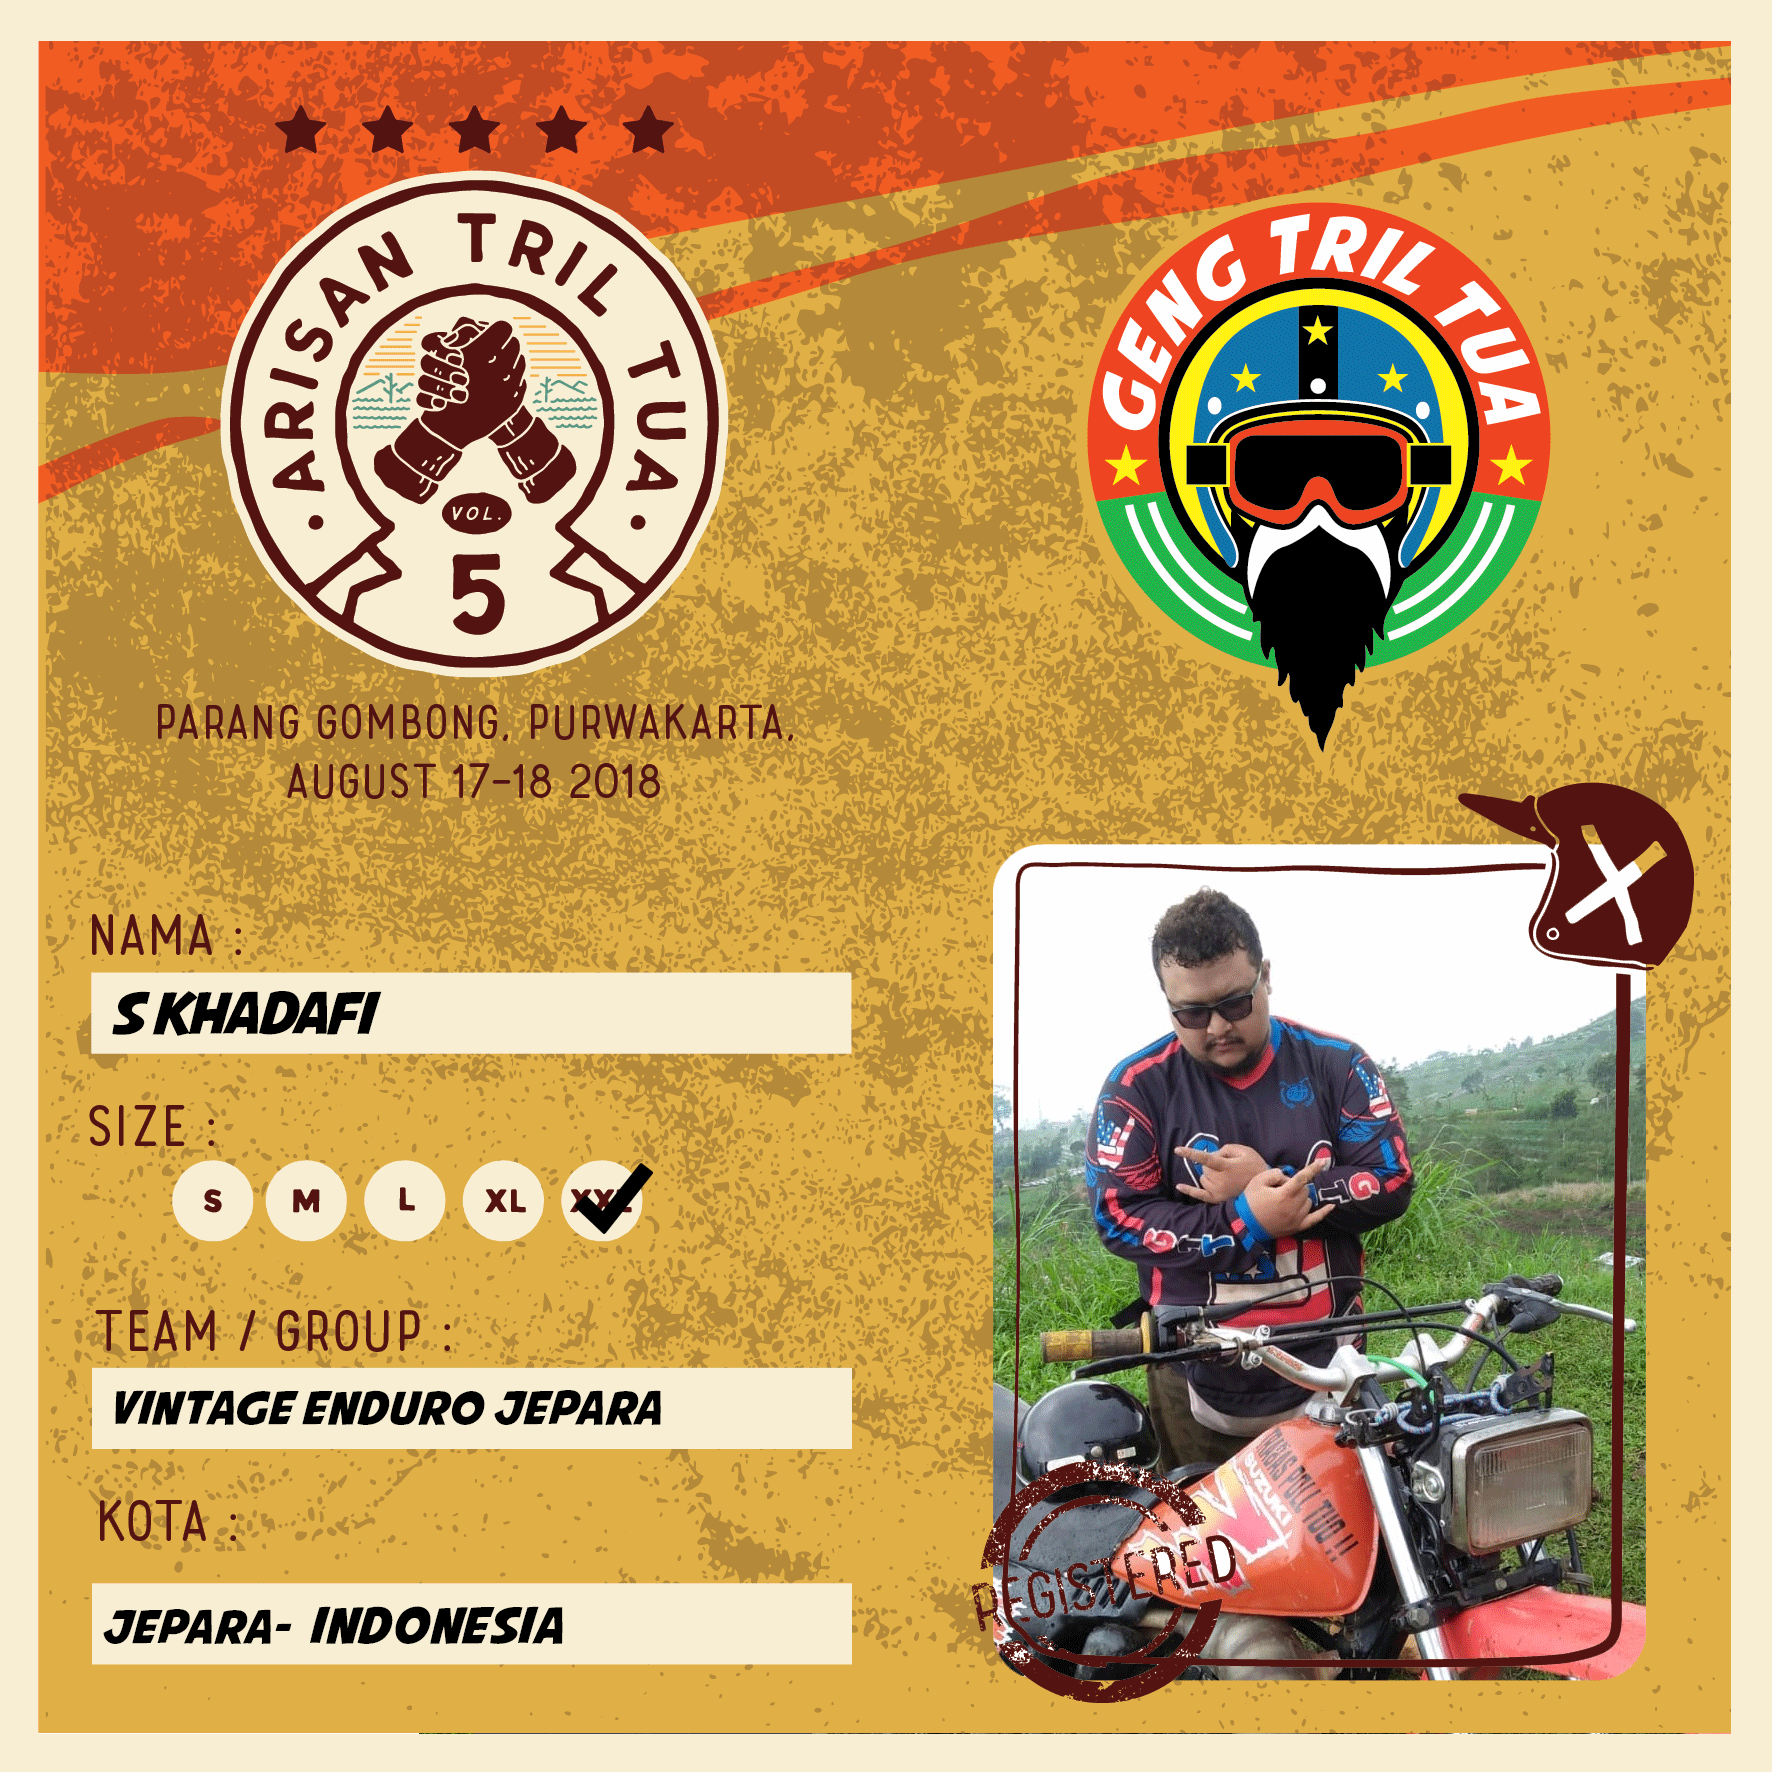 ARISAN TRIL TUA
VOL.
5
GENG TRIL TUA
PARANG GOMBONG, PURWAKARTA,
AUGUST 17-18 2018
NAMA :
S KHADAFI
SIZE :
S M L XL XXL
TEAM / GROUP :
VINTAGE ENDURO JEPARA
KOTA :
JEPARA- INDONESIA
GTL
SUZUKI
REGISTERED